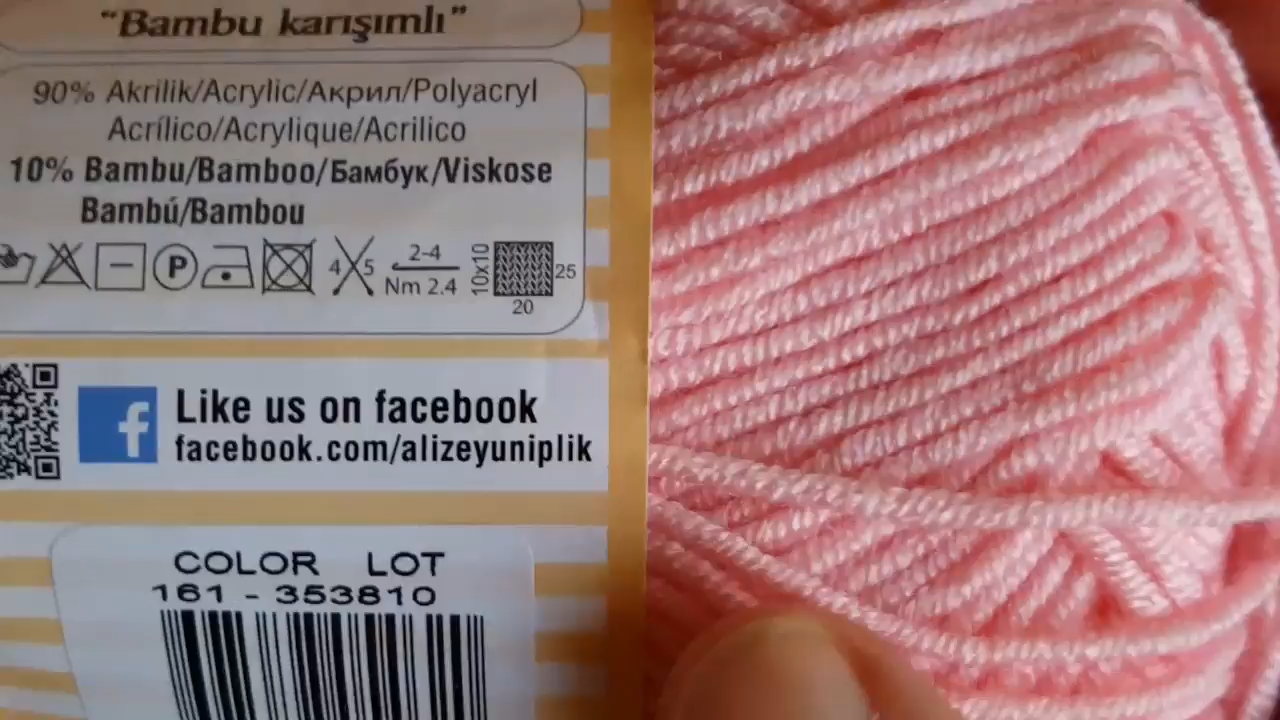 "Bambu karışımlı"
90% Akrilik/Acrylic/Акрил/Polyacryl
Acrílico/Acrylique/Acrilico
10% Bambu/Bamboo/Бамбук/Viskose
Bambú/Bambou
P
4 5
2-4
Nm 2.4
10x10
25
20
f
Like us on facebook
facebook.com/alizeyuniplik
COLOR LOT
161 - 353810